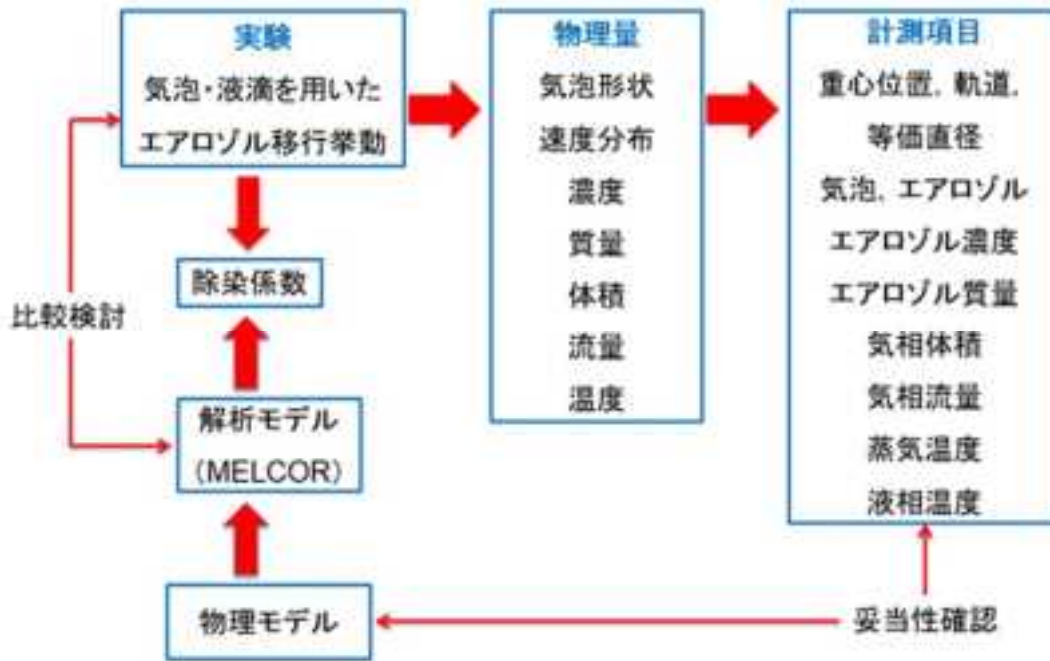 実験
気泡・液滴を用いた
エアロゾル移行挙動
除染係数
比較検討
解析モデル
(MELCOR)
物理モデル
物理量
気泡形状
速度分布
濃度
質量
体積
流量
温度
計測項目
重心位置, 軌道,
等価直径
気泡, エアロゾル
エアロゾル濃度
エアロゾル質量
気相体積
気相流量
蒸気温度
液相温度
妥当性確認